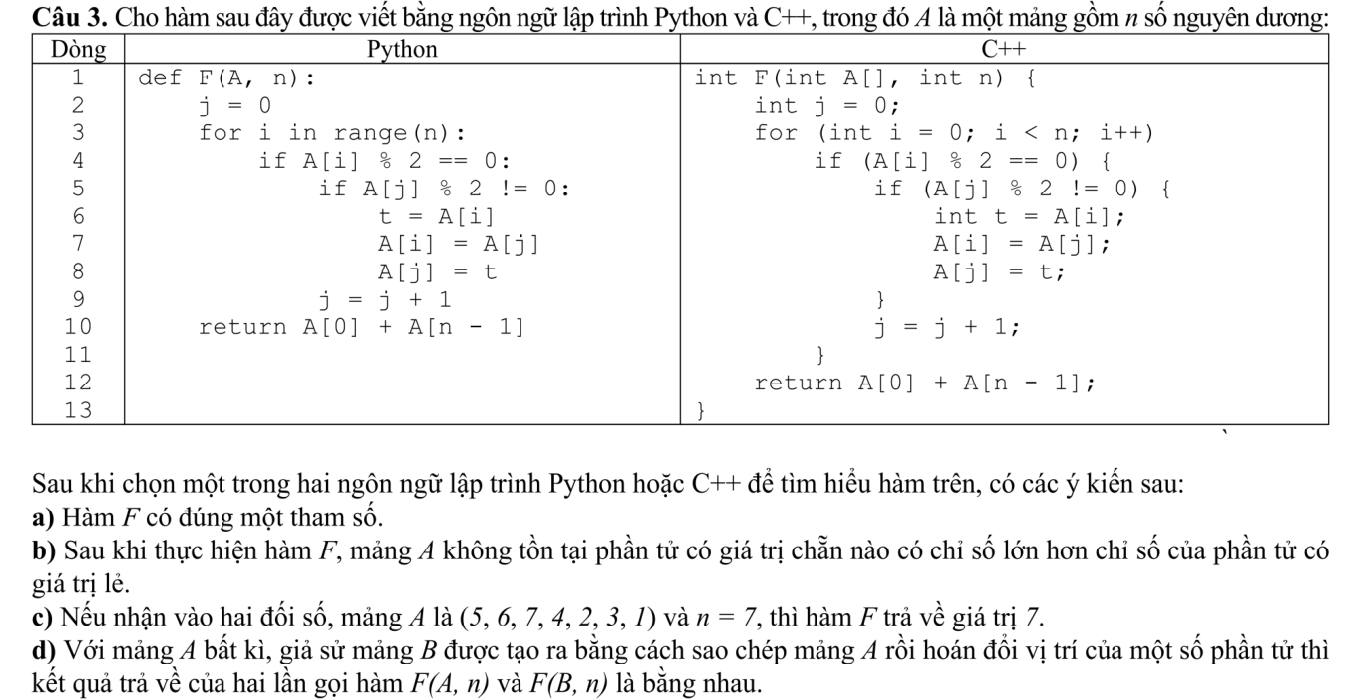 Câu 3. Cho hàm sau đây được viết bằng ngôn ngữ lập trình Python và C++, trong đó A là một mảng gồm n số nguyên dương:
Dòng Python C++
1 def F(A, n): int F(int A[], int n) {
2 j = 0 int j = 0;
3 for i in range(n): for (int i = 0; i < n; i++)
4 if A[i] % 2 == 0: if (A[i] % 2 == 0) {
5 if A[j] % 2 != 0: if (A[j] % 2 != 0) {
6 t = A[i] int t = A[i];
7 A[i] = A[j] A[i] = A[j];
8 A[j] = t A[j] = t;
9 j = j + 1 }
10 return A[0] + A[n - 1] j = j + 1;
11 }
12 return A[0] + A[n - 1];
13 }
Sau khi chọn một trong hai ngôn ngữ lập trình Python hoặc C++ để tìm hiểu hàm trên, có các ý kiến sau:
a) Hàm F có đúng một tham số.
b) Sau khi thực hiện hàm F, mảng A không tồn tại phần tử có giá trị chẵn nào có chỉ số lớn hơn chỉ số của phần tử có
giá trị lẻ.
c) Nếu nhận vào hai đối số, mảng A là (5, 6, 7, 4, 2, 3, 1) và n = 7, thì hàm F trả về giá trị 7.
d) Với mảng A bất kì, giả sử mảng B được tạo ra bằng cách sao chép mảng A rồi hoán đổi vị trí của một số phần tử thì
kết quả trả về của hai lần gọi hàm F(A, n) và F(B, n) là bằng nhau.